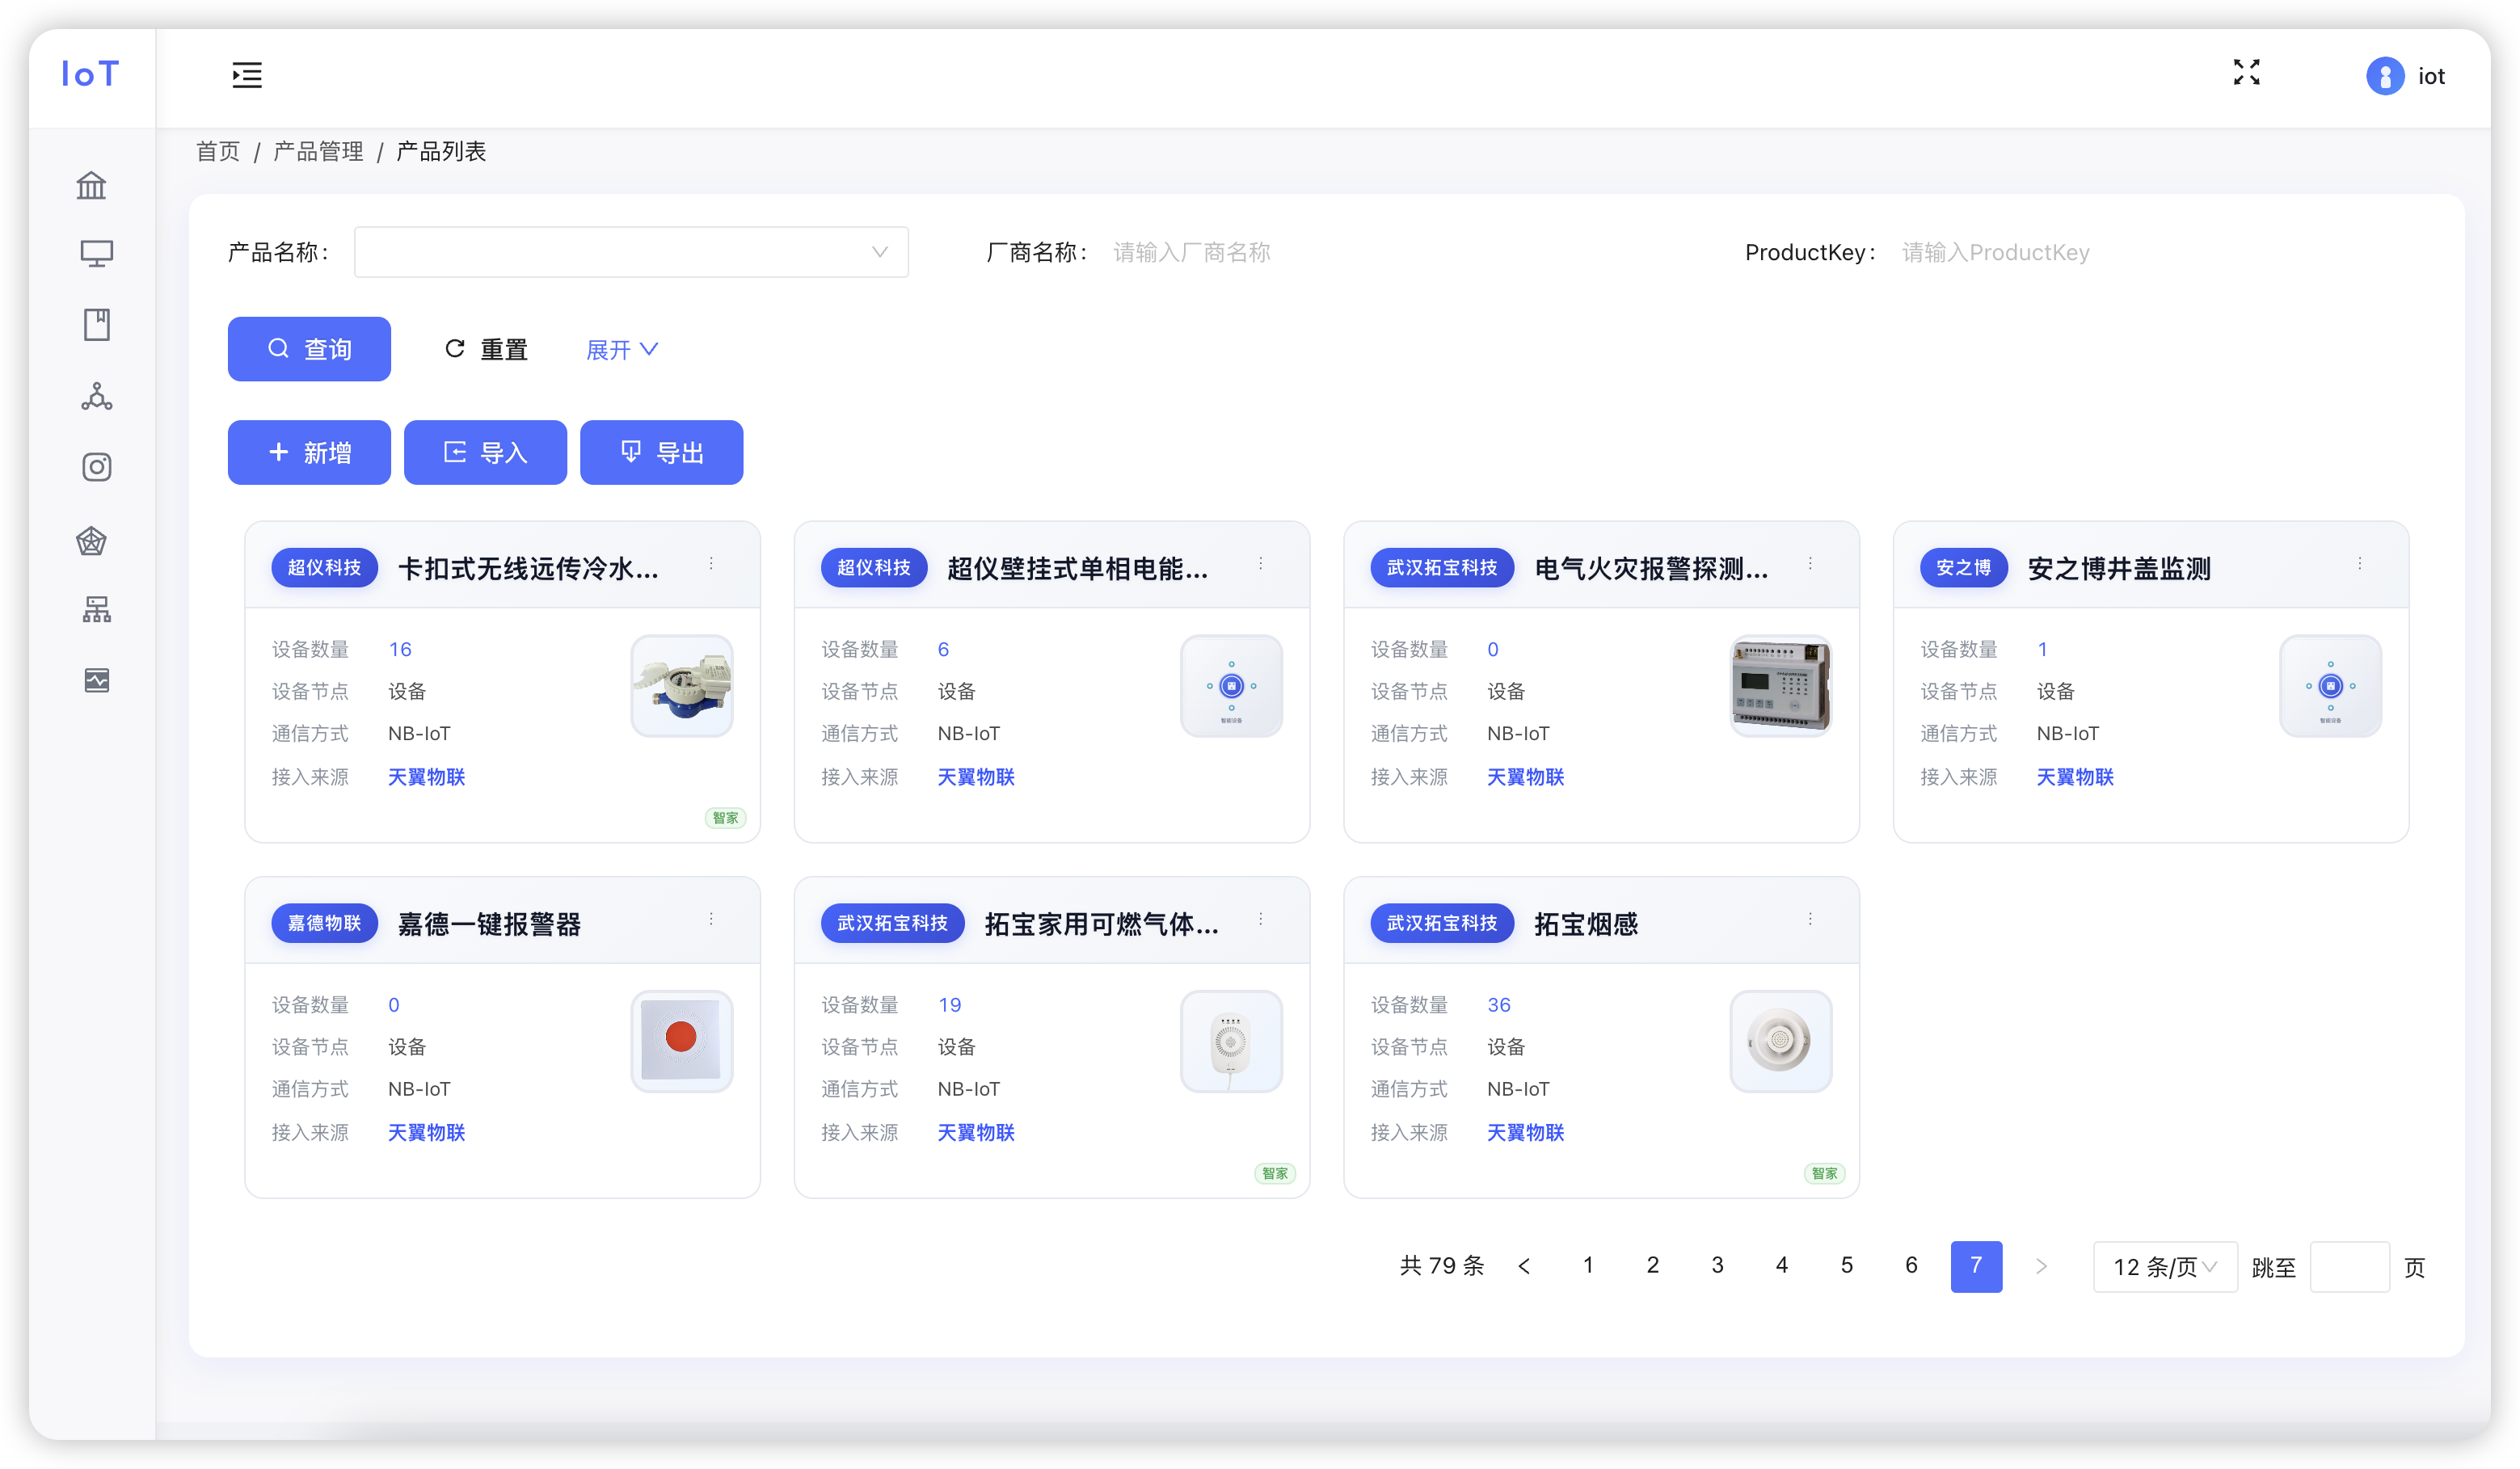 IoT
iot
首页 / 产品管理 / 产品列表
产品名称：
厂商名称： 请输入厂商名称
ProductKey： 请输入ProductKey
查询 重置 展开
新增 导入 导出
超仪科技 卡扣式无线远传冷水...
设备数量 16
设备节点 设备
通信方式 NB-IoT
接入来源 天翼物联
智家
超仪科技 超仪壁挂式单相电能...
设备数量 6
设备节点 设备
通信方式 NB-IoT
接入来源 天翼物联
智能设备
武汉拓宝科技 电气火灾报警探测...
设备数量 0
设备节点 设备
通信方式 NB-IoT
接入来源 天翼物联
安之博 安之博井盖监测
设备数量 1
设备节点 设备
通信方式 NB-IoT
接入来源 天翼物联
智能设备
嘉德物联 嘉德一键报警器
设备数量 0
设备节点 设备
通信方式 NB-IoT
接入来源 天翼物联
武汉拓宝科技 拓宝家用可燃气体...
设备数量 19
设备节点 设备
通信方式 NB-IoT
接入来源 天翼物联
智家
武汉拓宝科技 拓宝烟感
设备数量 36
设备节点 设备
通信方式 NB-IoT
接入来源 天翼物联
智家
共 79 条 < 1 2 3 4 5 6 7 > 12 条/页 跳至 页